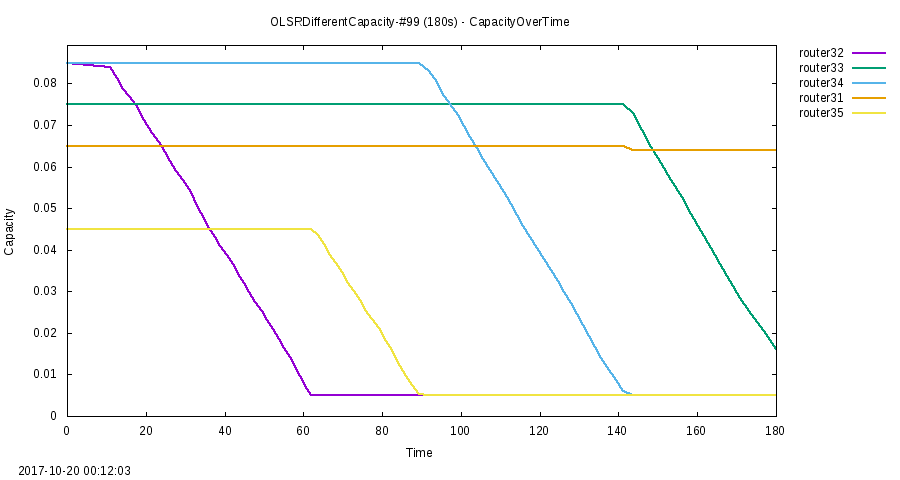 OLSRDifferentCapacity-#99 (180s) - CapacityOverTime
router32
router33
router34
router31
router35
0.08
0.07
0.06
0.05
0.04
0.03
0.02
0.01
0
Capacity
0 20 40 60 80 100 120 140 160 180
Time
2017-10-20 00:12:03